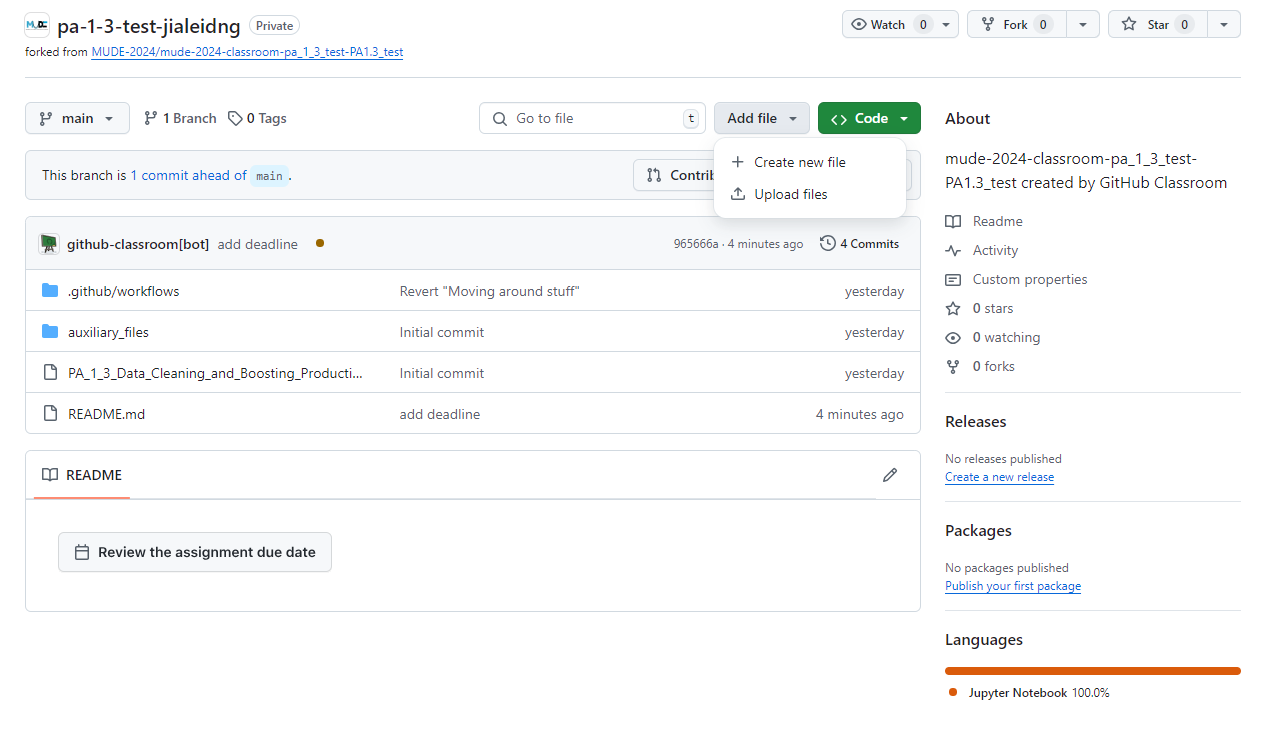 MUDE pa-1-3-test-jialeidng Private Watch 0 Fork 0 Star 0
forked from MUDE-2024/mude-2024-classroom-pa_1_3_test-PA1.3_test
main 1 Branch 0 Tags Go to file t Add file Code
Create new file
Upload files
This branch is 1 commit ahead of main .
github-classroom[bot] add deadline 965666a · 4 minutes ago 4 Commits
.github/workflows Revert "Moving around stuff" yesterday
auxiliary_files Initial commit yesterday
PA_1_3_Data_Cleaning_and_Boosting_Producti... Initial commit yesterday
README.md add deadline 4 minutes ago
README
Review the assignment due date
About
mude-2024-classroom-pa_1_3_test-
PA1.3_test created by GitHub Classroom
Readme
Activity
Custom properties
0 stars
0 watching
0 forks
Releases
No releases published
Create a new release
Packages
No packages published
Publish your first package
Languages
Jupyter Notebook 100.0%